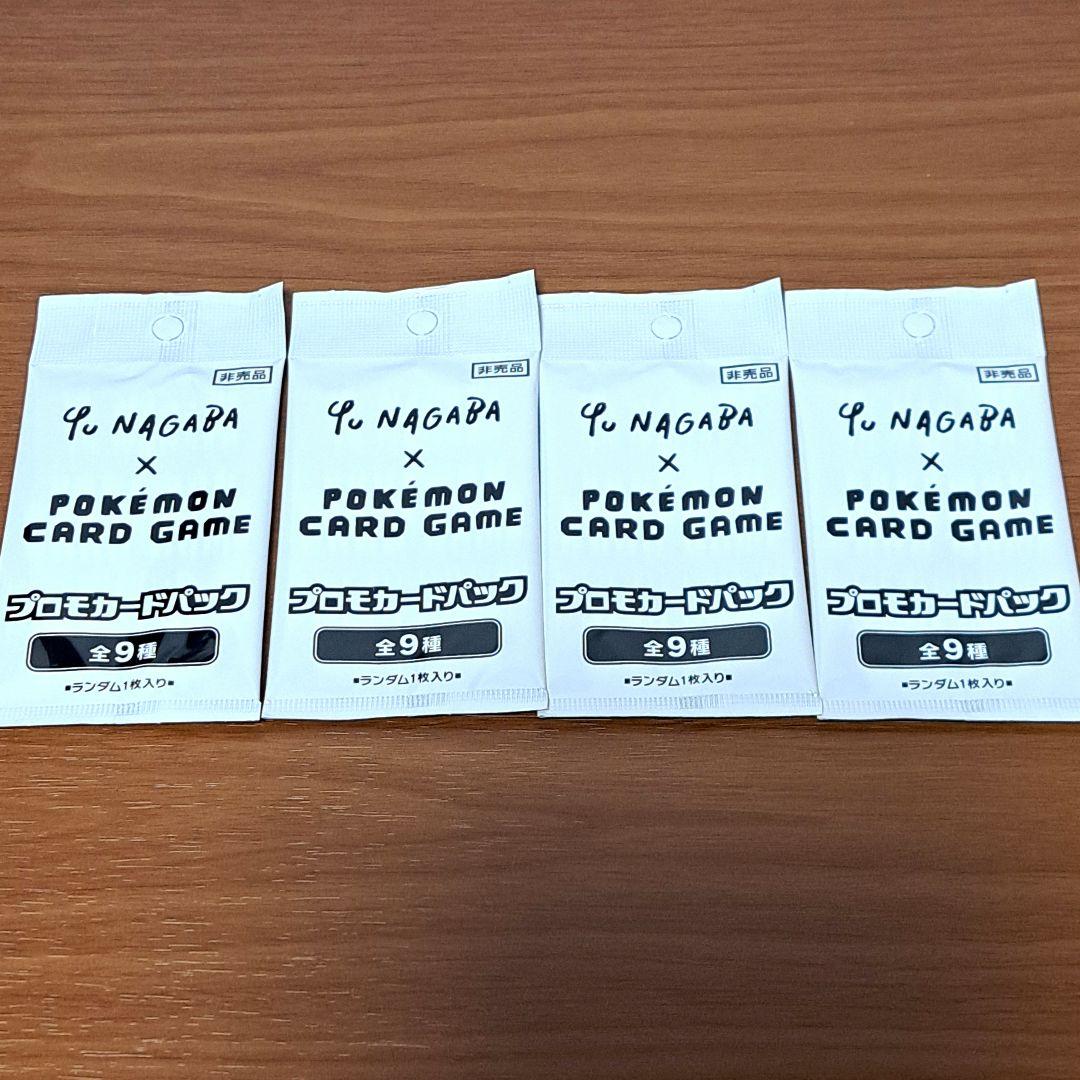 非売品
Yu NAGABA
×
POKÉMON
CARD GAME
プロモカードパック
全9種
■ランダム1枚入り■
非売品
Yu NAGABA
×
POKÉMON
CARD GAME
プロモカードパック
全9種
■ランダム1枚入り■
非売品
Yu NAGABA
×
POKÉMON
CARD GAME
プロモカードパック
全9種
■ランダム1枚入り■
非売品
Yu NAGABA
×
POKÉMON
CARD GAME
プロモカードパック
全9種
■ランダム1枚入り■